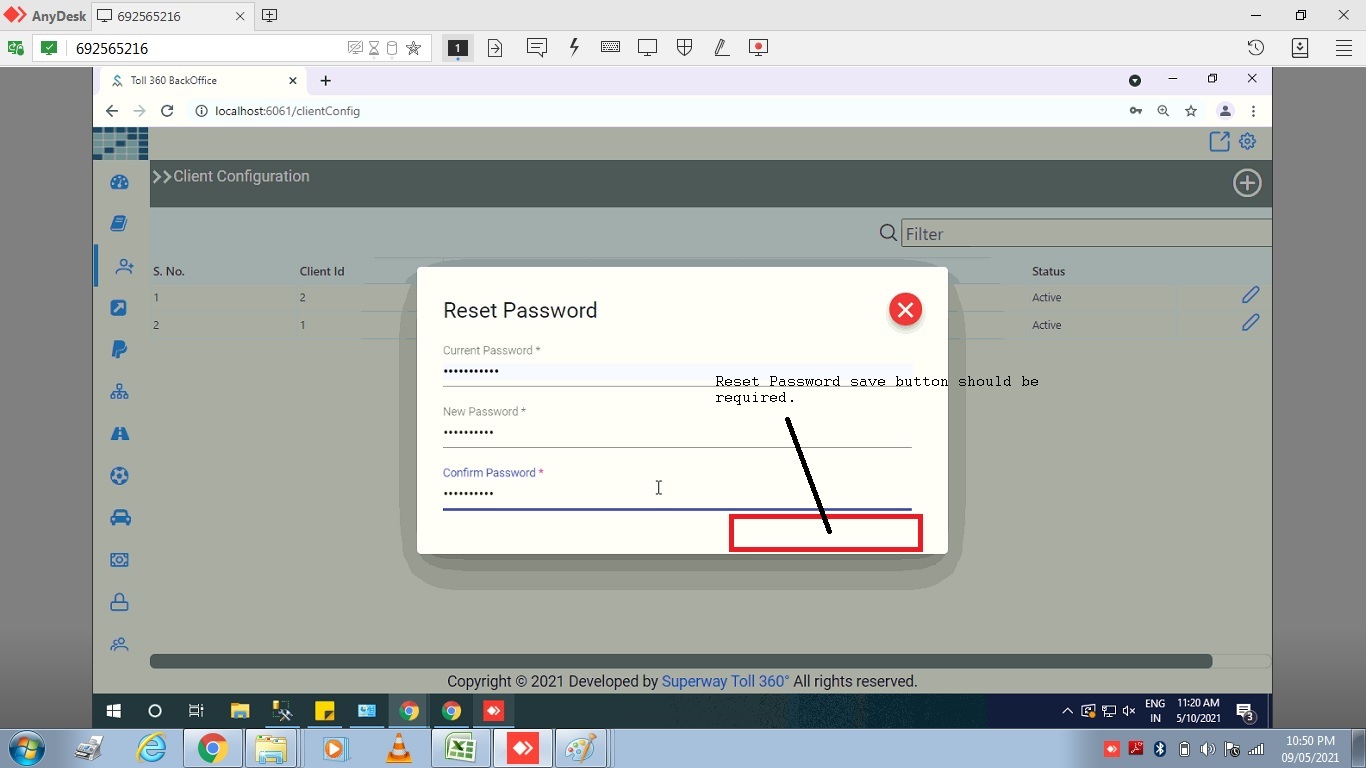 AnyDesk
692565216
692565216
1
Toll 360 BackOffice
localhost:6061/clientConfig
>>Client Configuration
Filter
S. No.
Client Id
Status
1
2
Active
2
1
Active
Reset Password
Current Password *
•••••••••••
New Password *
••••••••••
Confirm Password *
••••••••••
Reset Password save button should be
required.
Copyright © 2021 Developed by Superway Toll 360° All rights reserved.
ENG
IN
11:20 AM
5/10/2021
3
10:50 PM
09/05/2021